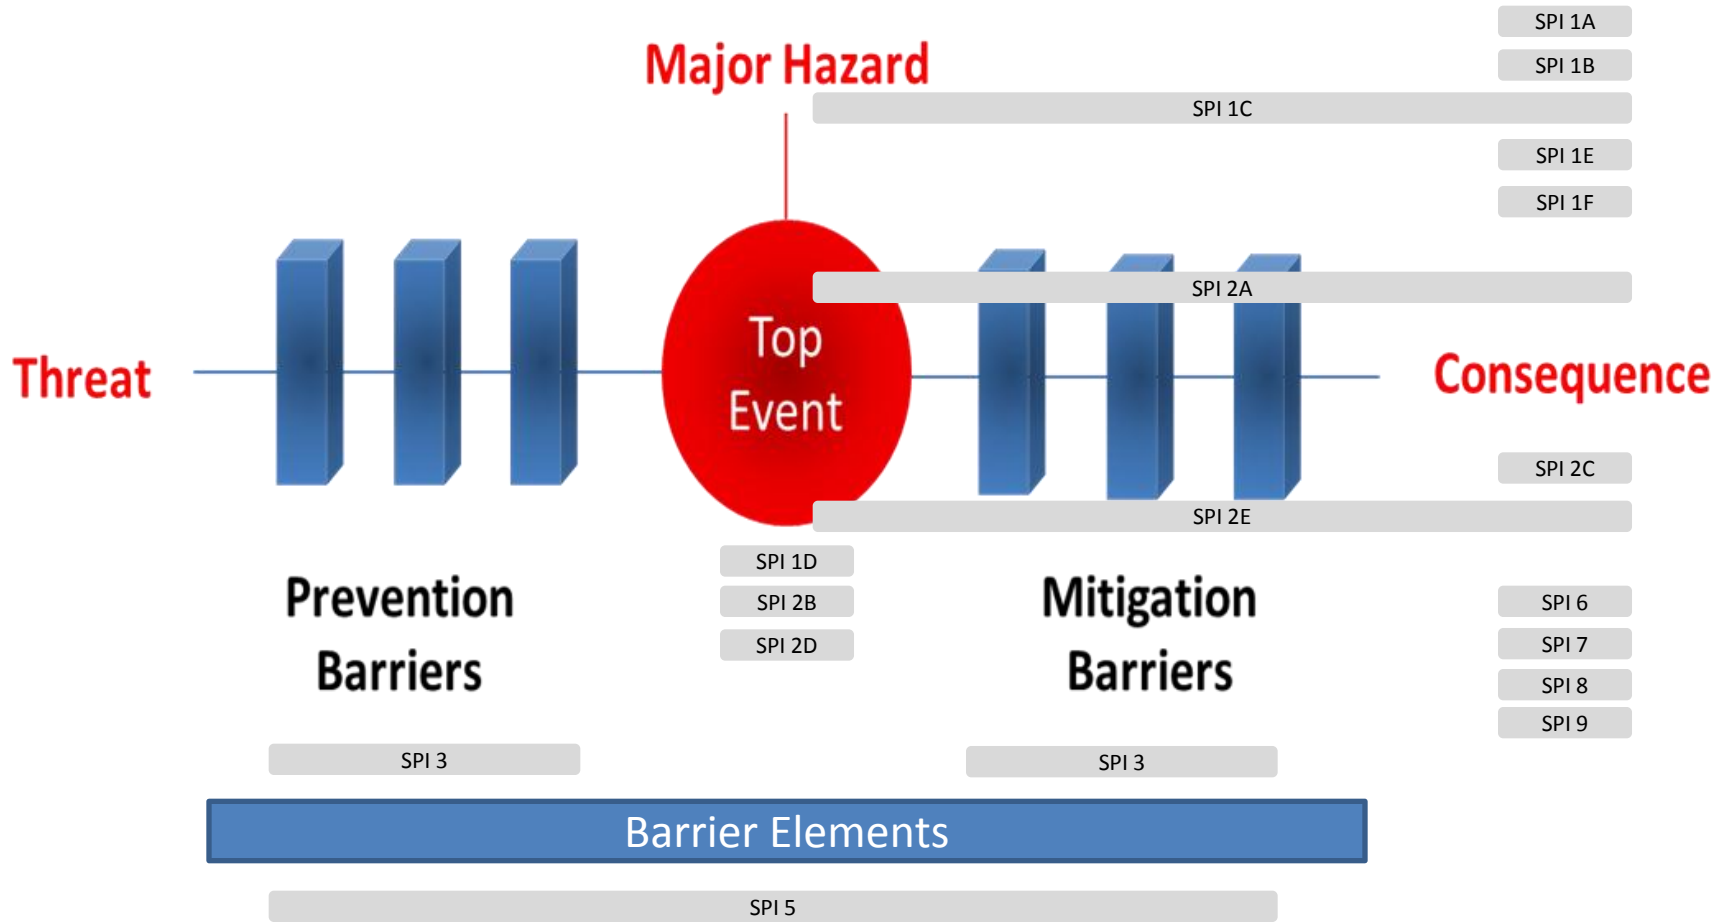 SPI 1A
Major Hazard
SPI 1B
SPI 1C
SPI 1E
SPI 1F
SPI 2A
Top
Event
Threat
Consequence
SPI 2C
SPI 2E
SPI 1D
Prevention
Barriers
SPI 2B
SPI 2D
Mitigation
Barriers
SPI 6
SPI 7
SPI 8
SPI 9
SPI 3
SPI 3
Barrier Elements
SPI 5